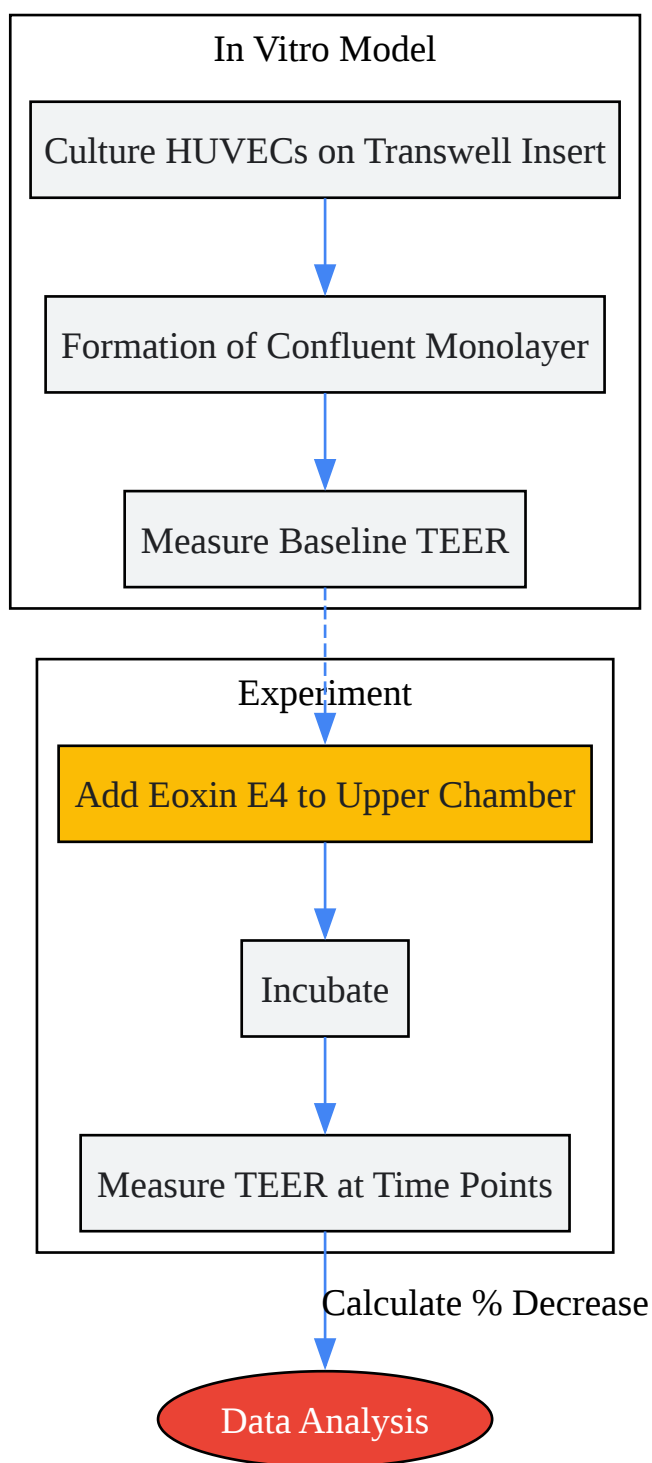 In Vitro Model
Culture HUVECs on Transwell Insert
Formation of Confluent Monolayer
Measure Baseline TEER
Experiment
Add Eoxin E4 to Upper Chamber
Incubate
Measure TEER at Time Points
Calculate % Decrease
Data Analysis